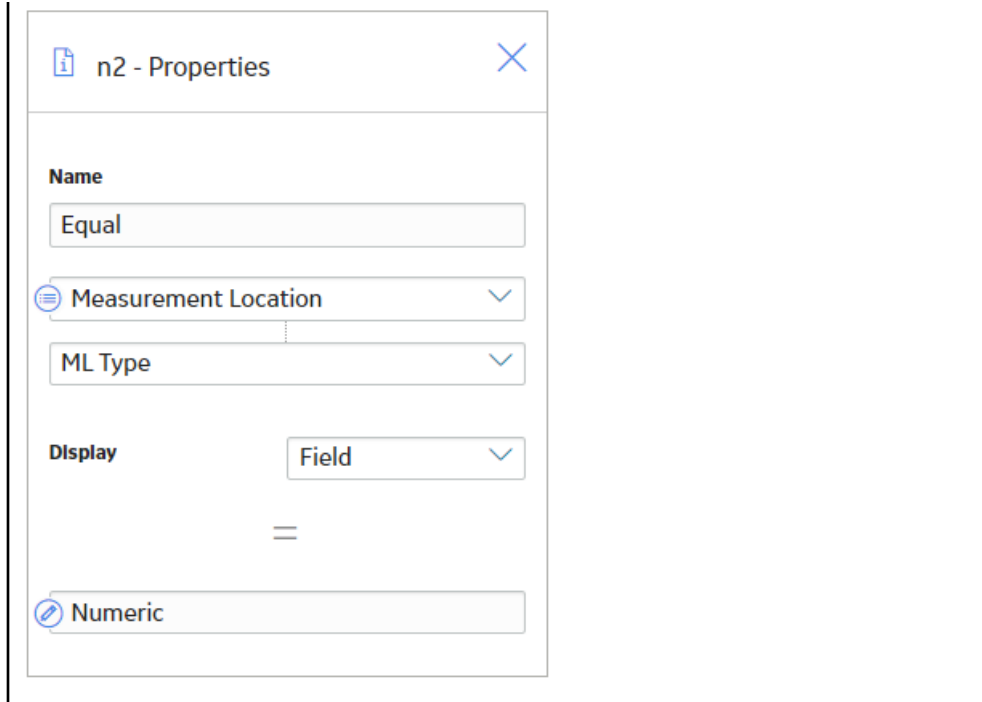 n2 - Properties
Name
Equal
Measurement Location
ML Type
DIsplay
Field
=
Numeric